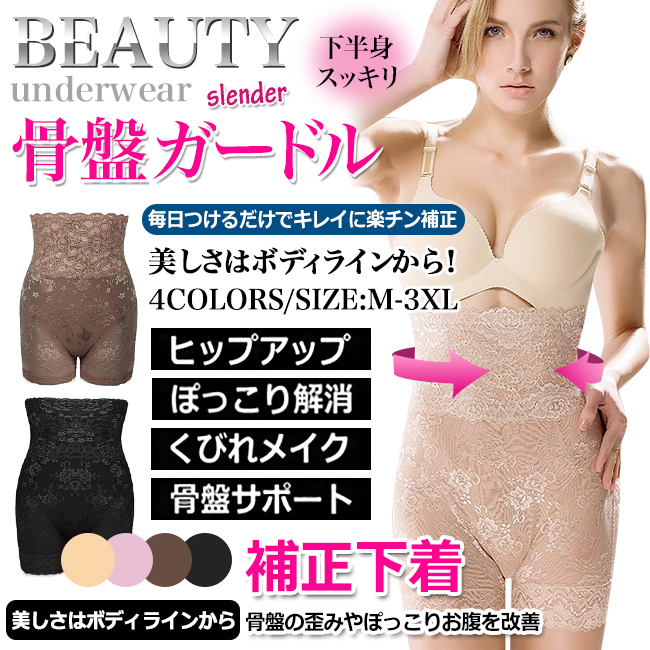 BEAUTY
underwear slender
下半身
スッキリ
骨盤ガードル
毎日つけるだけでキレイに楽チン補正
美しさはボディラインから!
4COLORS/SIZE:M-3XL
ヒップアップ
ぽっこり解消
くびれメイク
骨盤サポート
補正下着
美しさはボディラインから
骨盤の歪みやぽっこりお腹を改善